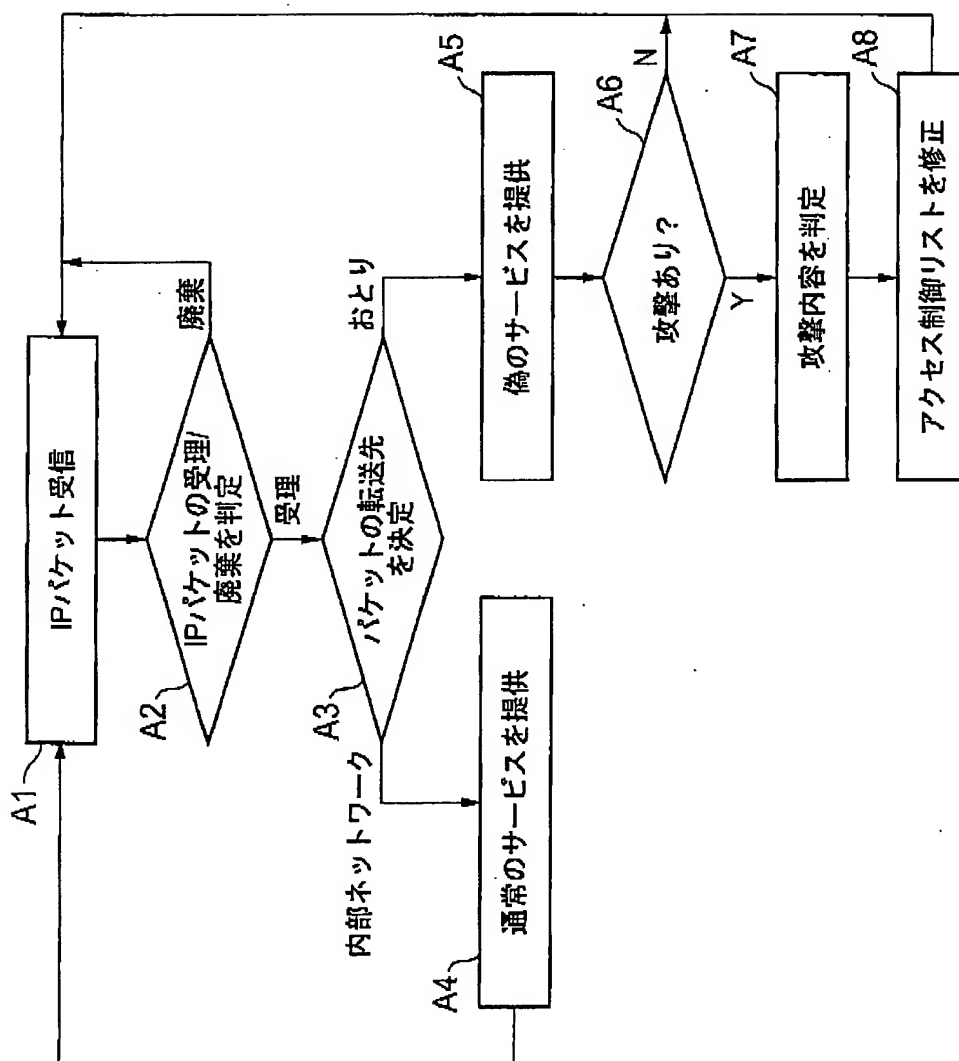 A1
IPパケット受信
A2
IPパケットの受理/
廃棄を判定
廃棄
受理
A3
パケットの転送先
を決定
内部ネットワーク
おとり
A4
通常のサービスを提供
A5
偽のサービスを提供
A6
攻撃あり?
N
Y
A7
攻撃内容を判定
A8
アクセス制御リストを修正